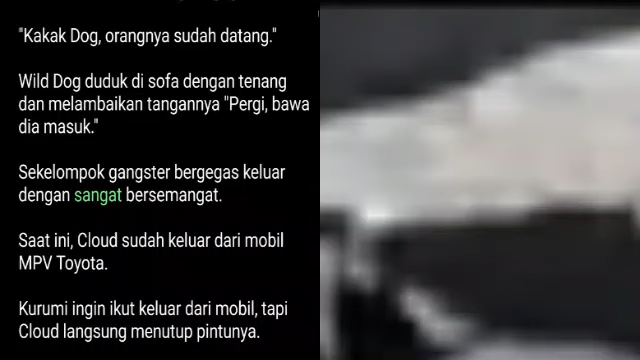 "Kakak Dog, orangnya sudah datang."
Wild Dog duduk di sofa dengan tenang
dan melambaikan tangannya "Pergi, bawa
dia masuk."
Sekelompok gangster bergegas keluar
dengan sangat bersemangat.
Saat ini, Cloud sudah keluar dari mobil
MPV Toyota.
Kurumi ingin ikut keluar dari mobil, tapi
Cloud langsung menutup pintunya.